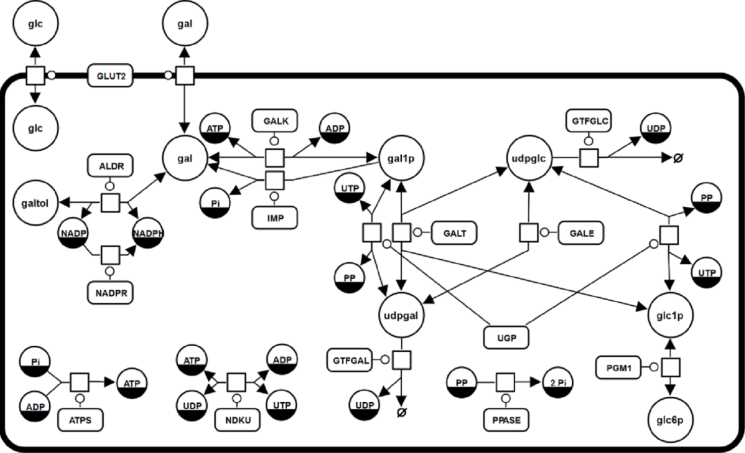 glc
gal
GLUT2
glc
gal
ATP
GALK
ADP
gal1p
udpglc
GTFGLC
UDP
ø
ALDR
galtol
Pi
IMP
UTP
PP
NADP
NADPH
GALT
GALE
NADPR
PP
UTP
udpgal
UGP
glc1p
Pi
ADP
ATP
ATPS
ATP
ADP
UDP
UTP
NDKU
GTFGAL
UDP
ø
PP
2 Pi
PPASE
PGM1
glc6p